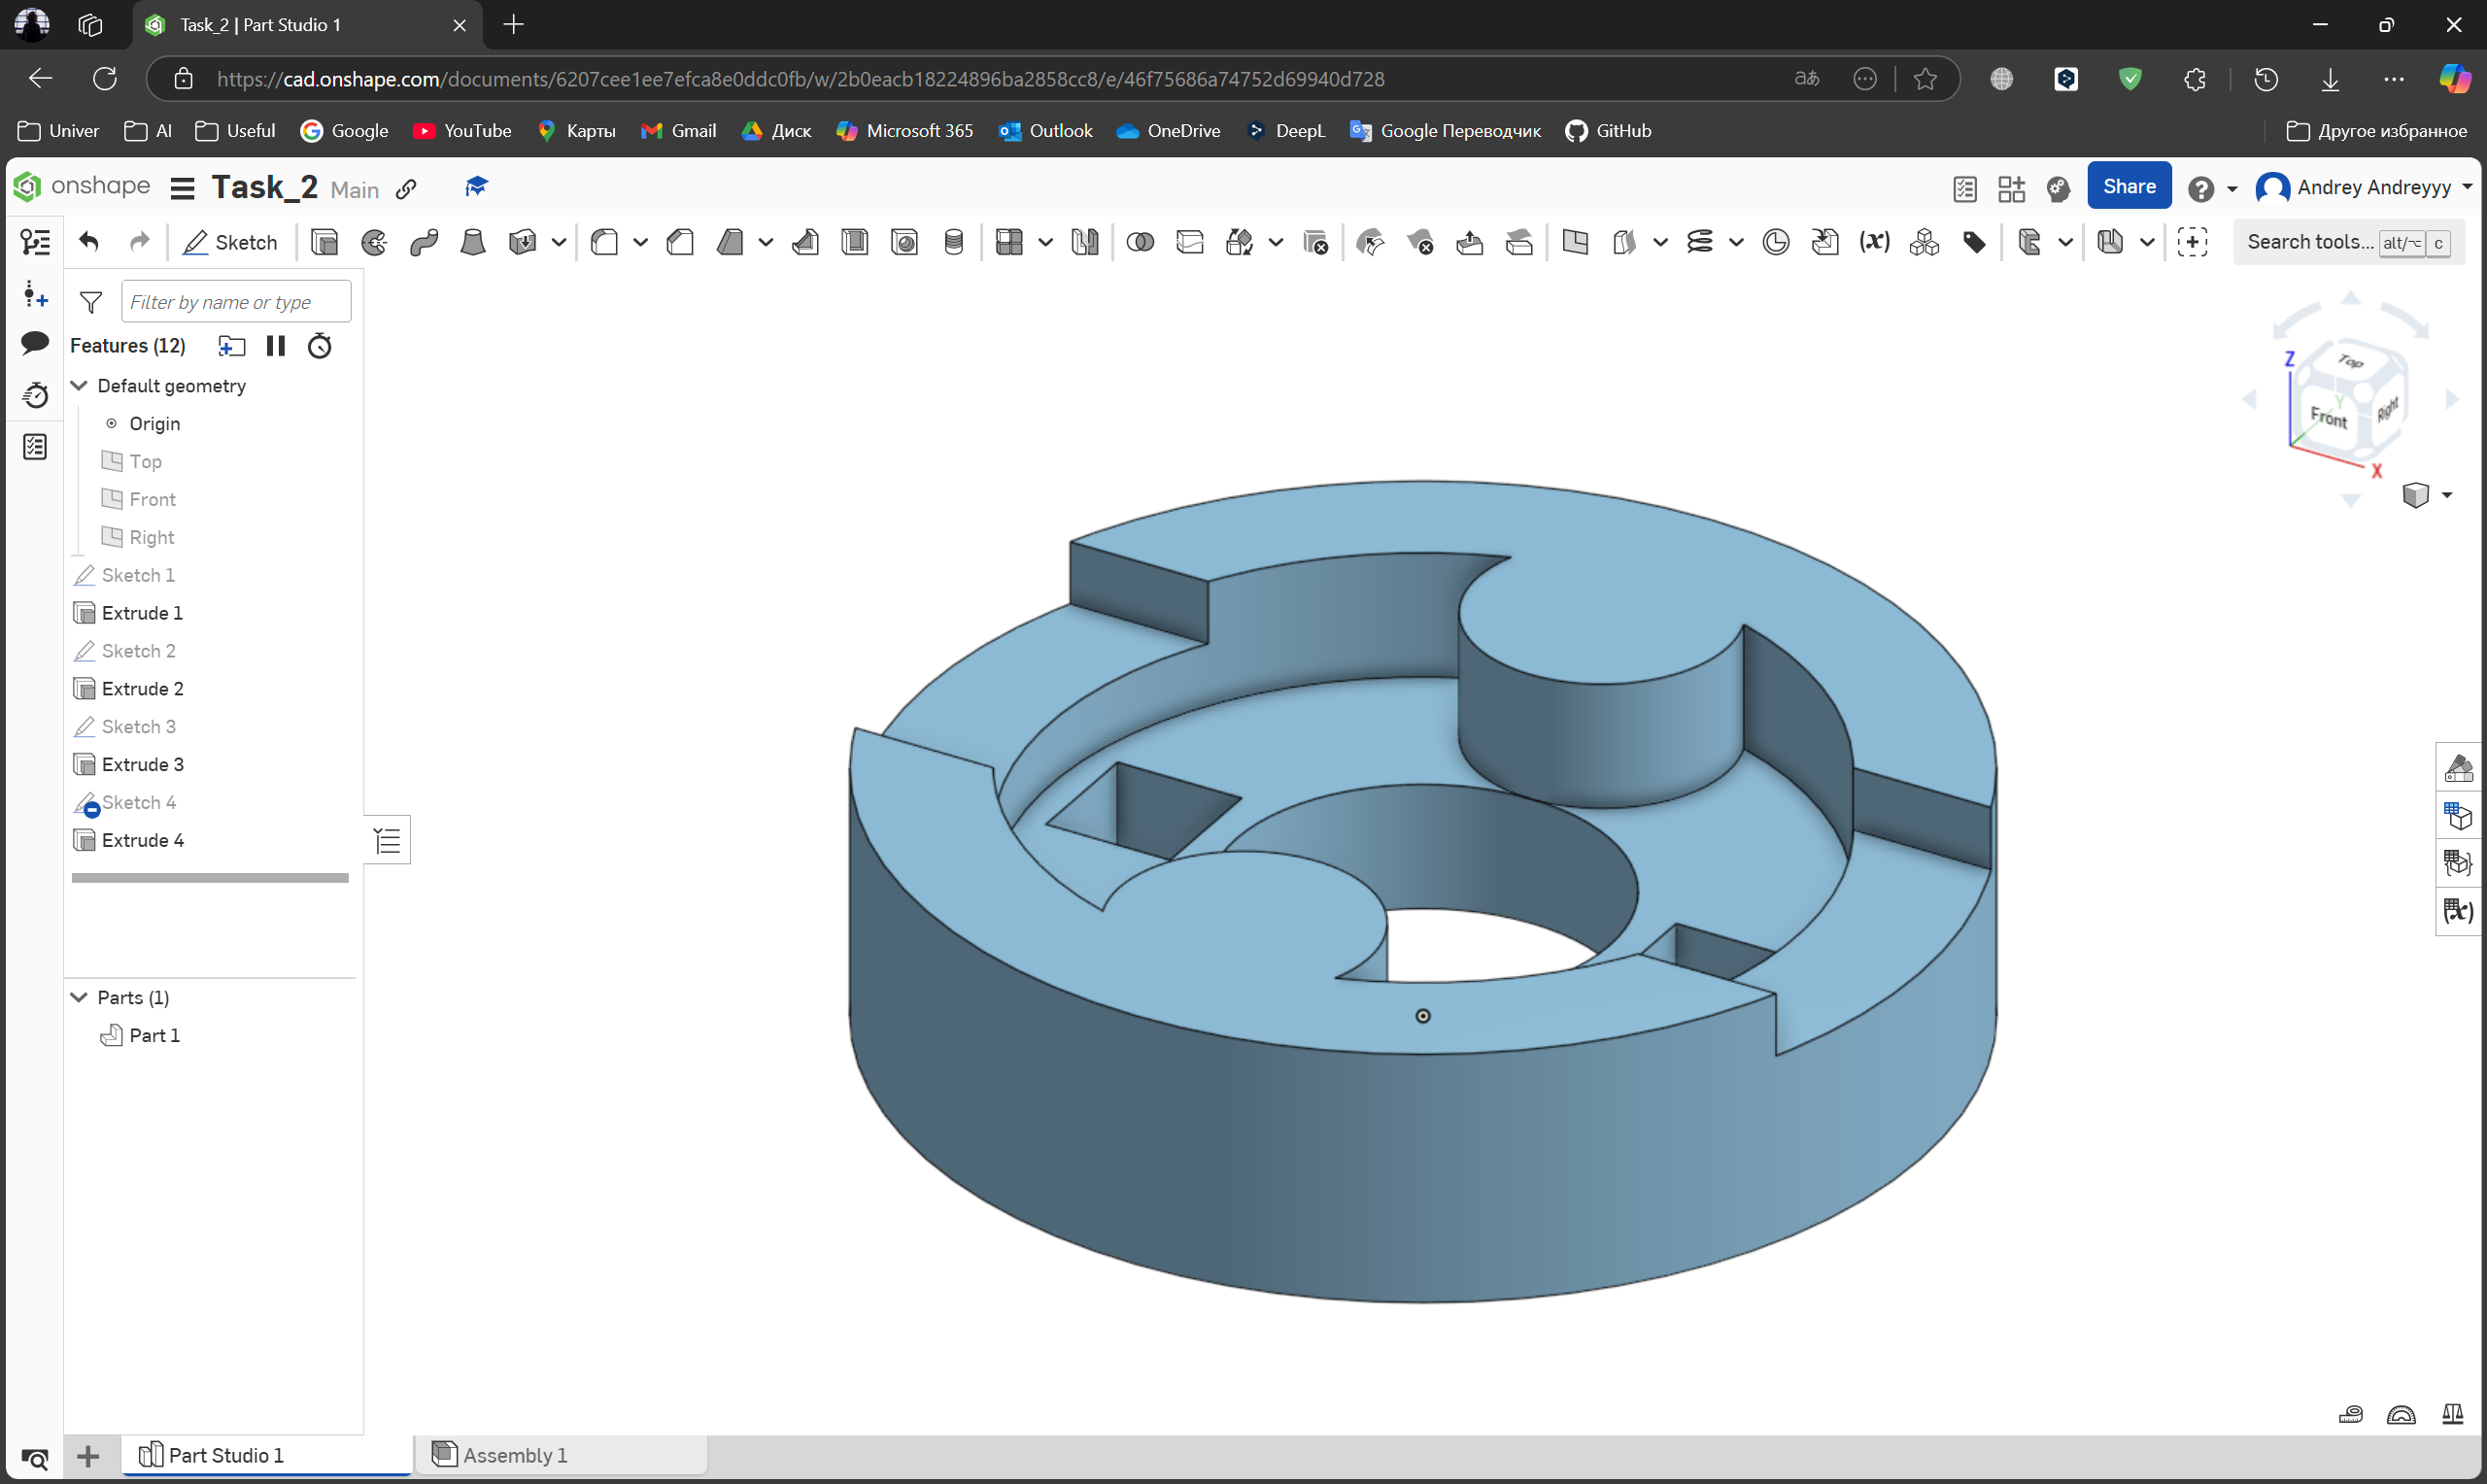 Task_2 | Part Studio 1
https://cad.onshape.com/documents/6207cee1ee7efca8e0ddc0fb/w/2b0eacb18224896ba2858cc8/e/46f75686a74752d69940d728
Univer AI Useful Google YouTube Карты Gmail Диск Microsoft 365 Outlook OneDrive DeepL Google Переводчик GitHub Другое избранное
onshape Task_2 Main Share Andrey Andreyyy
Sketch Search tools... alt/⌥ c
Filter by name or type
Features (12)
Default geometry
Origin
Top
Front
Right
Sketch 1
Extrude 1
Sketch 2
Extrude 2
Sketch 3
Extrude 3
Sketch 4
Extrude 4
Parts (1)
Part 1
Z
Top
Y
Front
Right
X
Part Studio 1
Assembly 1